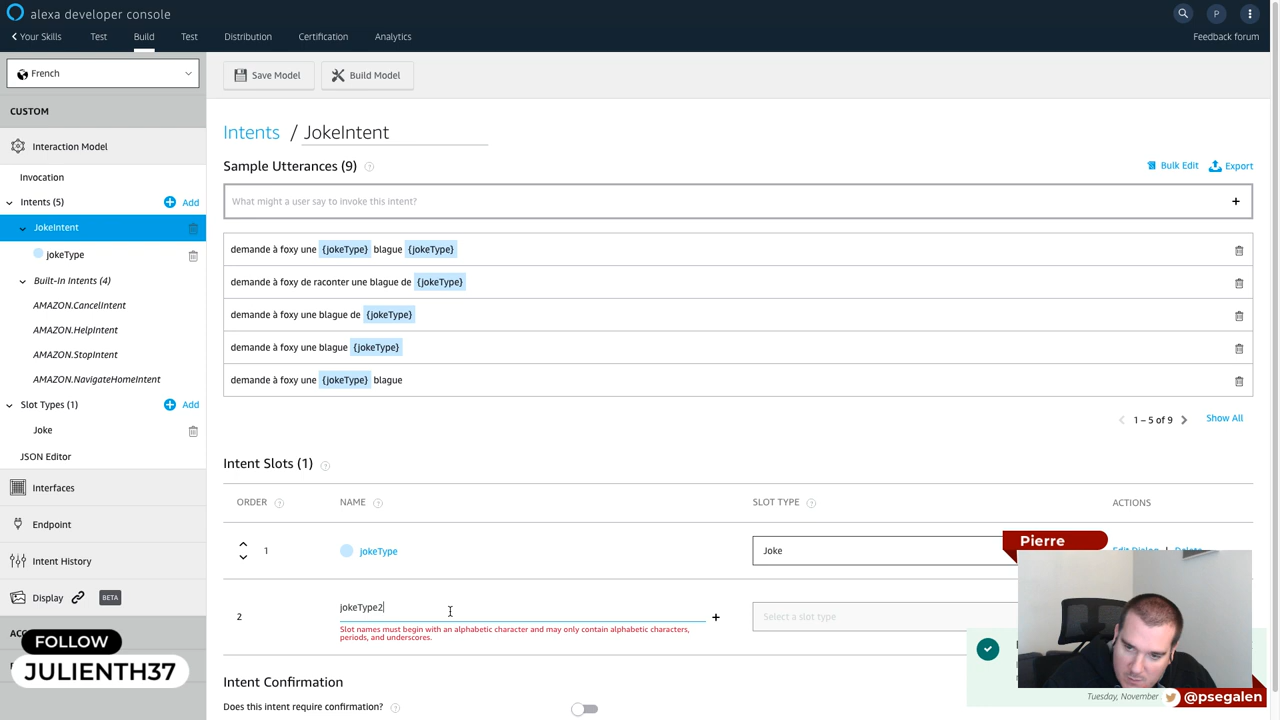 alexa developer console
P
Your Skills
Test
Build
Test
Distribution
Certification
Analytics
Feedback forum
French
Save Model
Build Model
CUSTOM
Interaction Model
Invocation
Intents (5)
Add
JokeIntent
jokeType
Built-In Intents (4)
AMAZON.CancelIntent
AMAZON.HelpIntent
AMAZON.StopIntent
AMAZON.NavigateHomeIntent
Slot Types (1)
Add
Joke
JSON Editor
Interfaces
Endpoint
Intent History
Display
BETA
FOLLOW
JULIENTH37
Intents / JokeIntent
Sample Utterances (9)
Bulk Edit
Export
What might a user say to invoke this intent?
demande à foxy une {jokeType} blague {jokeType}
demande à foxy de raconter une blague de {jokeType}
demande à foxy une blague de {jokeType}
demande à foxy une blague {jokeType}
demande à foxy une {jokeType} blague
1 – 5 of 9
Show All
Intent Slots (1)
ORDER
NAME
SLOT TYPE
ACTIONS
1
jokeType
Joke
Edit Dialog | Delete
2
jokeType2
Select a slot type
Slot names must begin with an alphabetic character and may only contain alphabetic characters,
periods, and underscores.
Intent Confirmation
Does this intent require confirmation?
Pierre
Tuesday, November
@psegalen